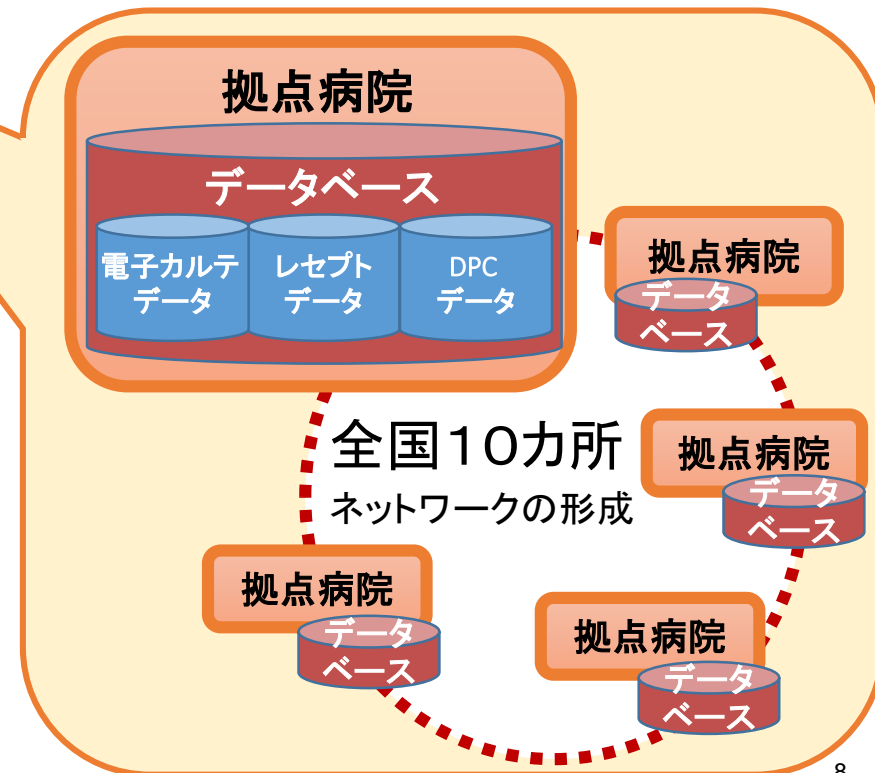 拠点病院
データベース
電子カルテ
データ
レセプト
データ
DPC
データ
拠点病院
データ
ベース
全国１０カ所
ネットワークの形成
拠点病院
データ
ベース
拠点病院
データ
ベース
拠点病院
データ
ベース
8